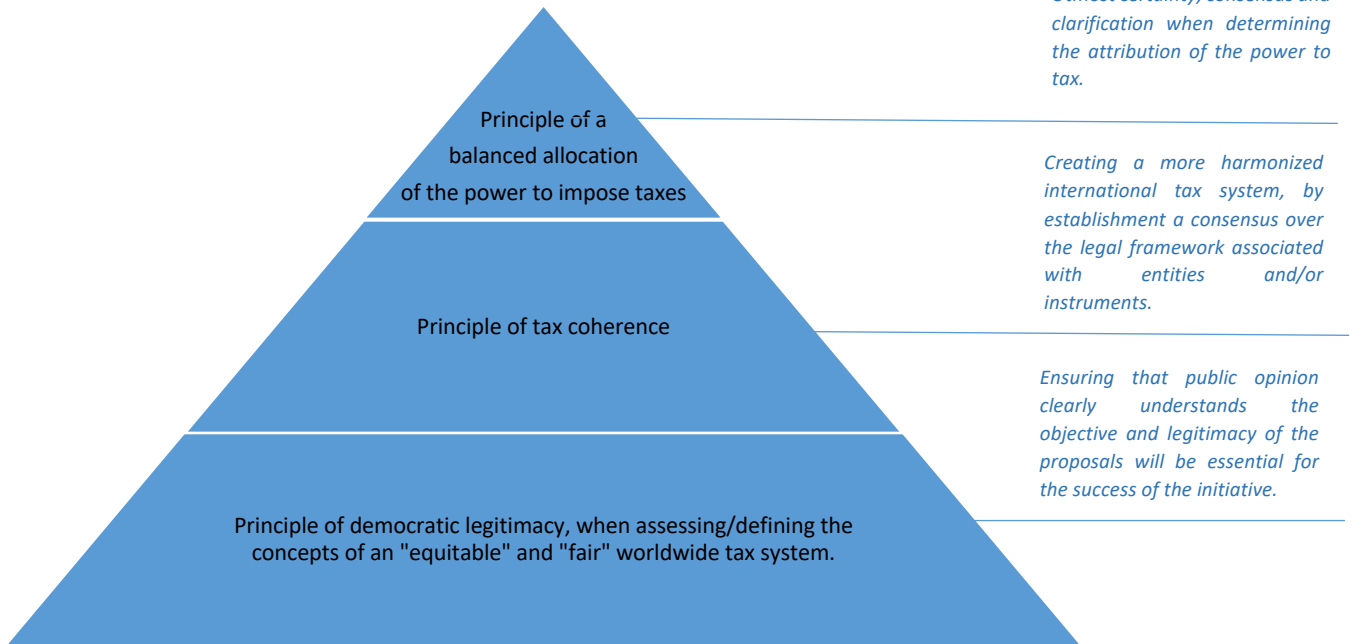 clarification when determining
the attribution of the power to
tax.
Principle of a
balanced allocation
of the power to impose taxes
Creating a more harmonized
international tax system, by
establishment a consensus over
the legal framework associated
with entities and/or
instruments.
Principle of tax coherence
Ensuring that public opinion
clearly understands the
objective and legitimacy of the
proposals will be essential for
the success of the initiative.
Principle of democratic legitimacy, when assessing/defining the
concepts of an "equitable" and "fair" worldwide tax system.